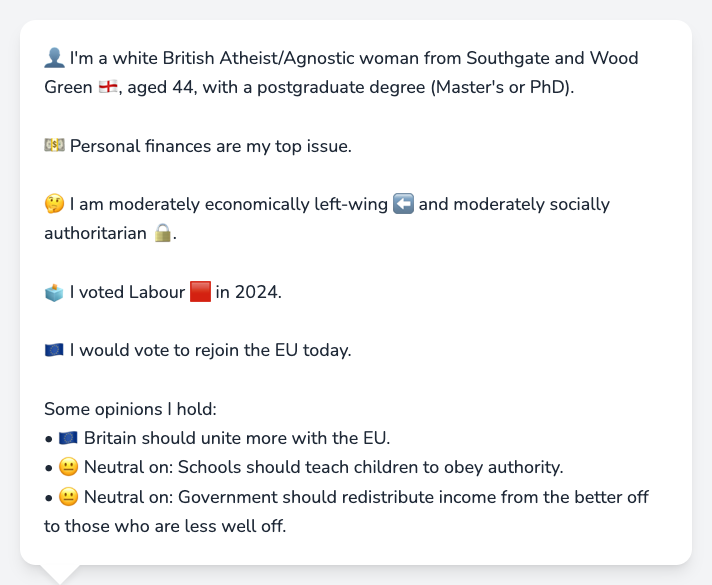 👤 I'm a white British Atheist/Agnostic woman from Southgate and Wood
Green 🏴󠁧󠁢󠁥󠁮󠁧󠁿, aged 44, with a postgraduate degree (Master's or PhD).
💵 Personal finances are my top issue.
🤔 I am moderately economically left-wing ⬅️ and moderately socially
authoritarian 🔒.
🗳️ I voted Labour 🟥 in 2024.
🇪🇺 I would vote to rejoin the EU today.
Some opinions I hold:
• 🇪🇺 Britain should unite more with the EU.
• 😐 Neutral on: Schools should teach children to obey authority.
• 😐 Neutral on: Government should redistribute income from the better off
to those who are less well off.